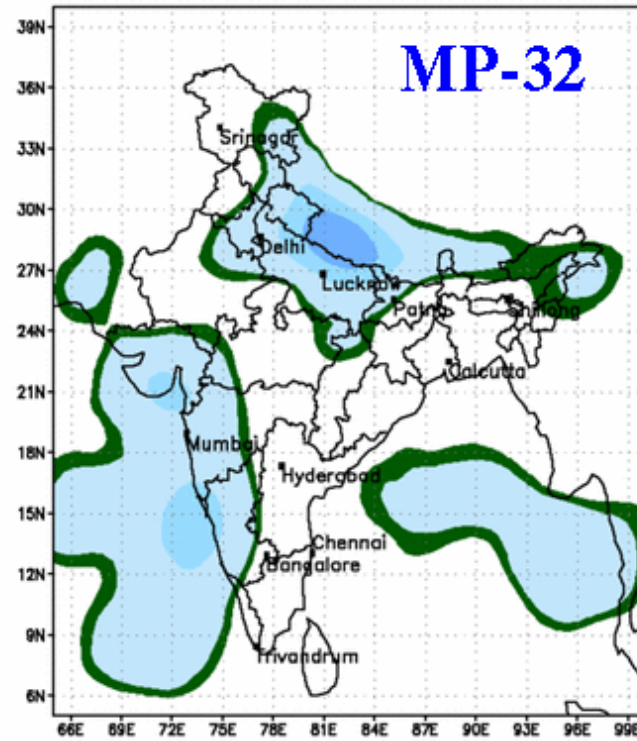 39N
MP-32
36N
Srinagar
33N
30N
Delhi
27N
Lucknow
Patna
Shillong
24N
Calcutta
21N
Mumbai
18N
Hyderabad
15N
Chennai
12N
Bangalore
9N
Trivandrum
6N
66E 69E 72E 75E 78E 81E 84E 87E 90E 93E 96E 99E